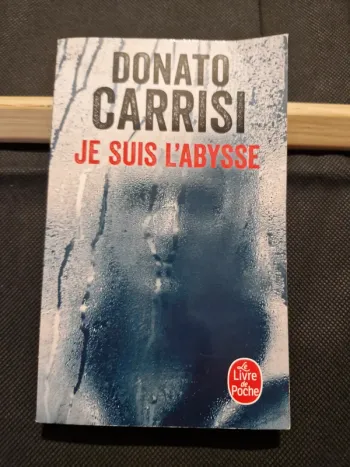 DONATO
CARRISI
JE SUIS L'ABYSSE
Le
Livre
de
Poche